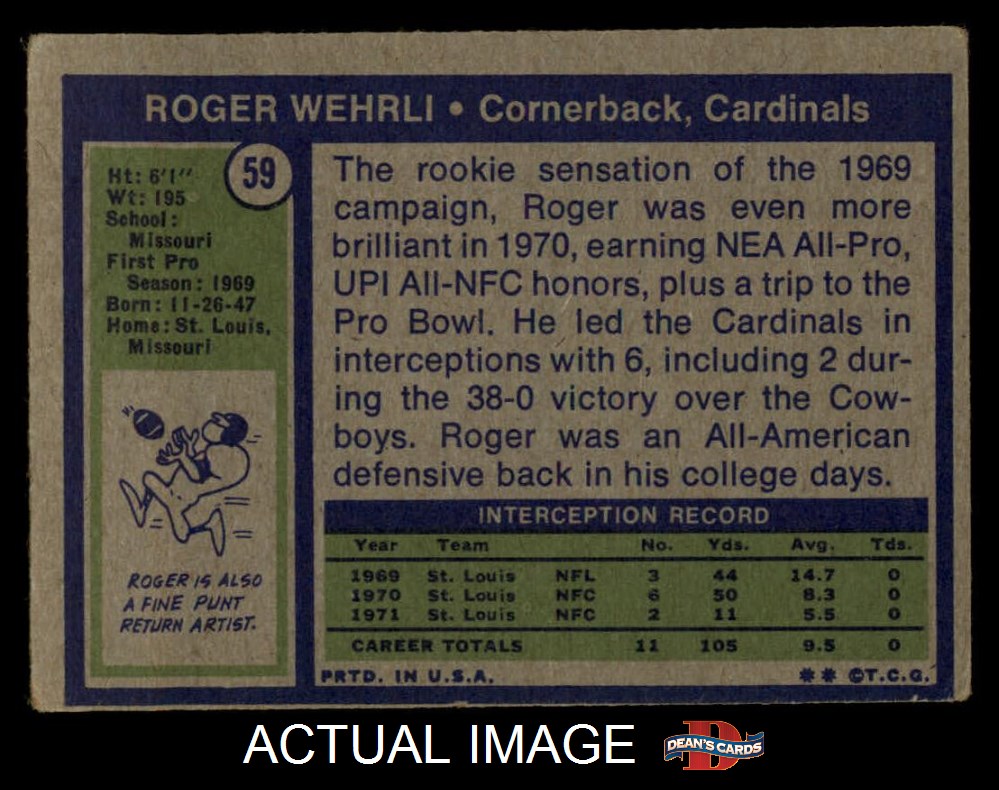 ROGER WEHRLI • Cornerback, Cardinals
59
Ht: 6'1"
Wt: 195
School:
Missouri
First Pro
Season: 1969
Born: 11-26-47
Home: St. Louis,
Missouri
ROGER IS ALSO
A FINE PUNT
RETURN ARTIST.
The rookie sensation of the 1969
campaign, Roger was even more
brilliant in 1970, earning NEA All-Pro,
UPI All-NFC honors, plus a trip to the
Pro Bowl. He led the Cardinals in
interceptions with 6, including 2 dur-
ing the 38-0 victory over the Cow-
boys. Roger was an All-American
defensive back in his college days.
INTERCEPTION RECORD
Year Team No. Yds. Avg. Tds.
1969 St. Louis NFL 3 44 14.7 0
1970 St. Louis NFC 6 50 8.3 0
1971 St. Louis NFC 2 11 5.5 0
CAREER TOTALS 11 105 9.5 0
PRTD. IN U.S.A. ** ©T.C.G.
ACTUAL IMAGE
D
DEAN'S CARDS